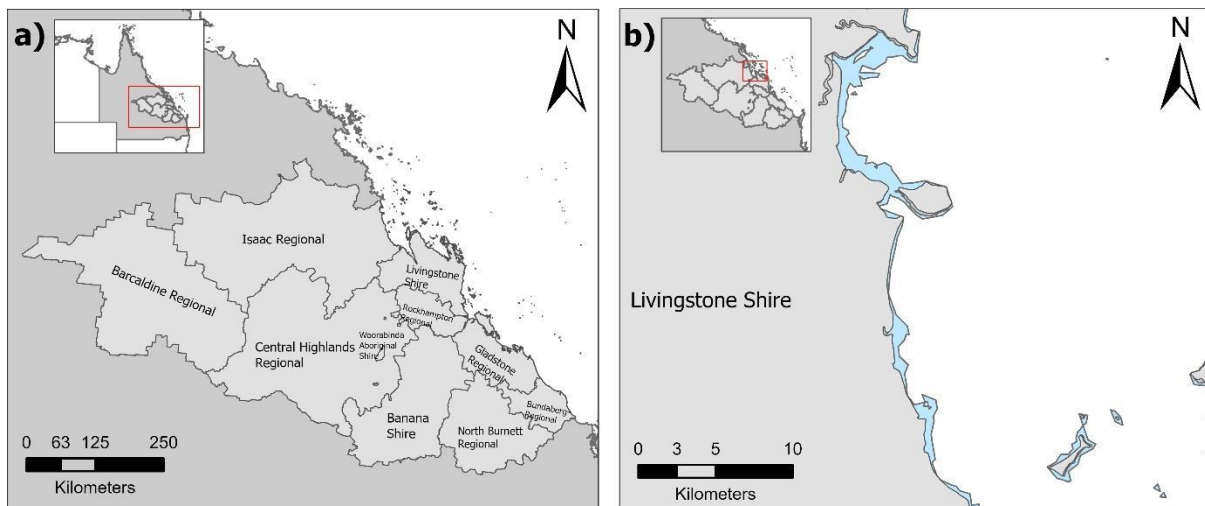 a)
N
Isaac Regional
Barcaldine Regional
Livingstone
Shire
Rockhampton
Regional
Woorabinda
Aboriginal
Shire
Central Highlands
Regional
Gladstone
Regional
Bundaberg
Regional
Banana
Shire
North Burnett
Regional
0 63 125 250
Kilometers
b)
N
Livingstone Shire
0 3 5 10
Kilometers